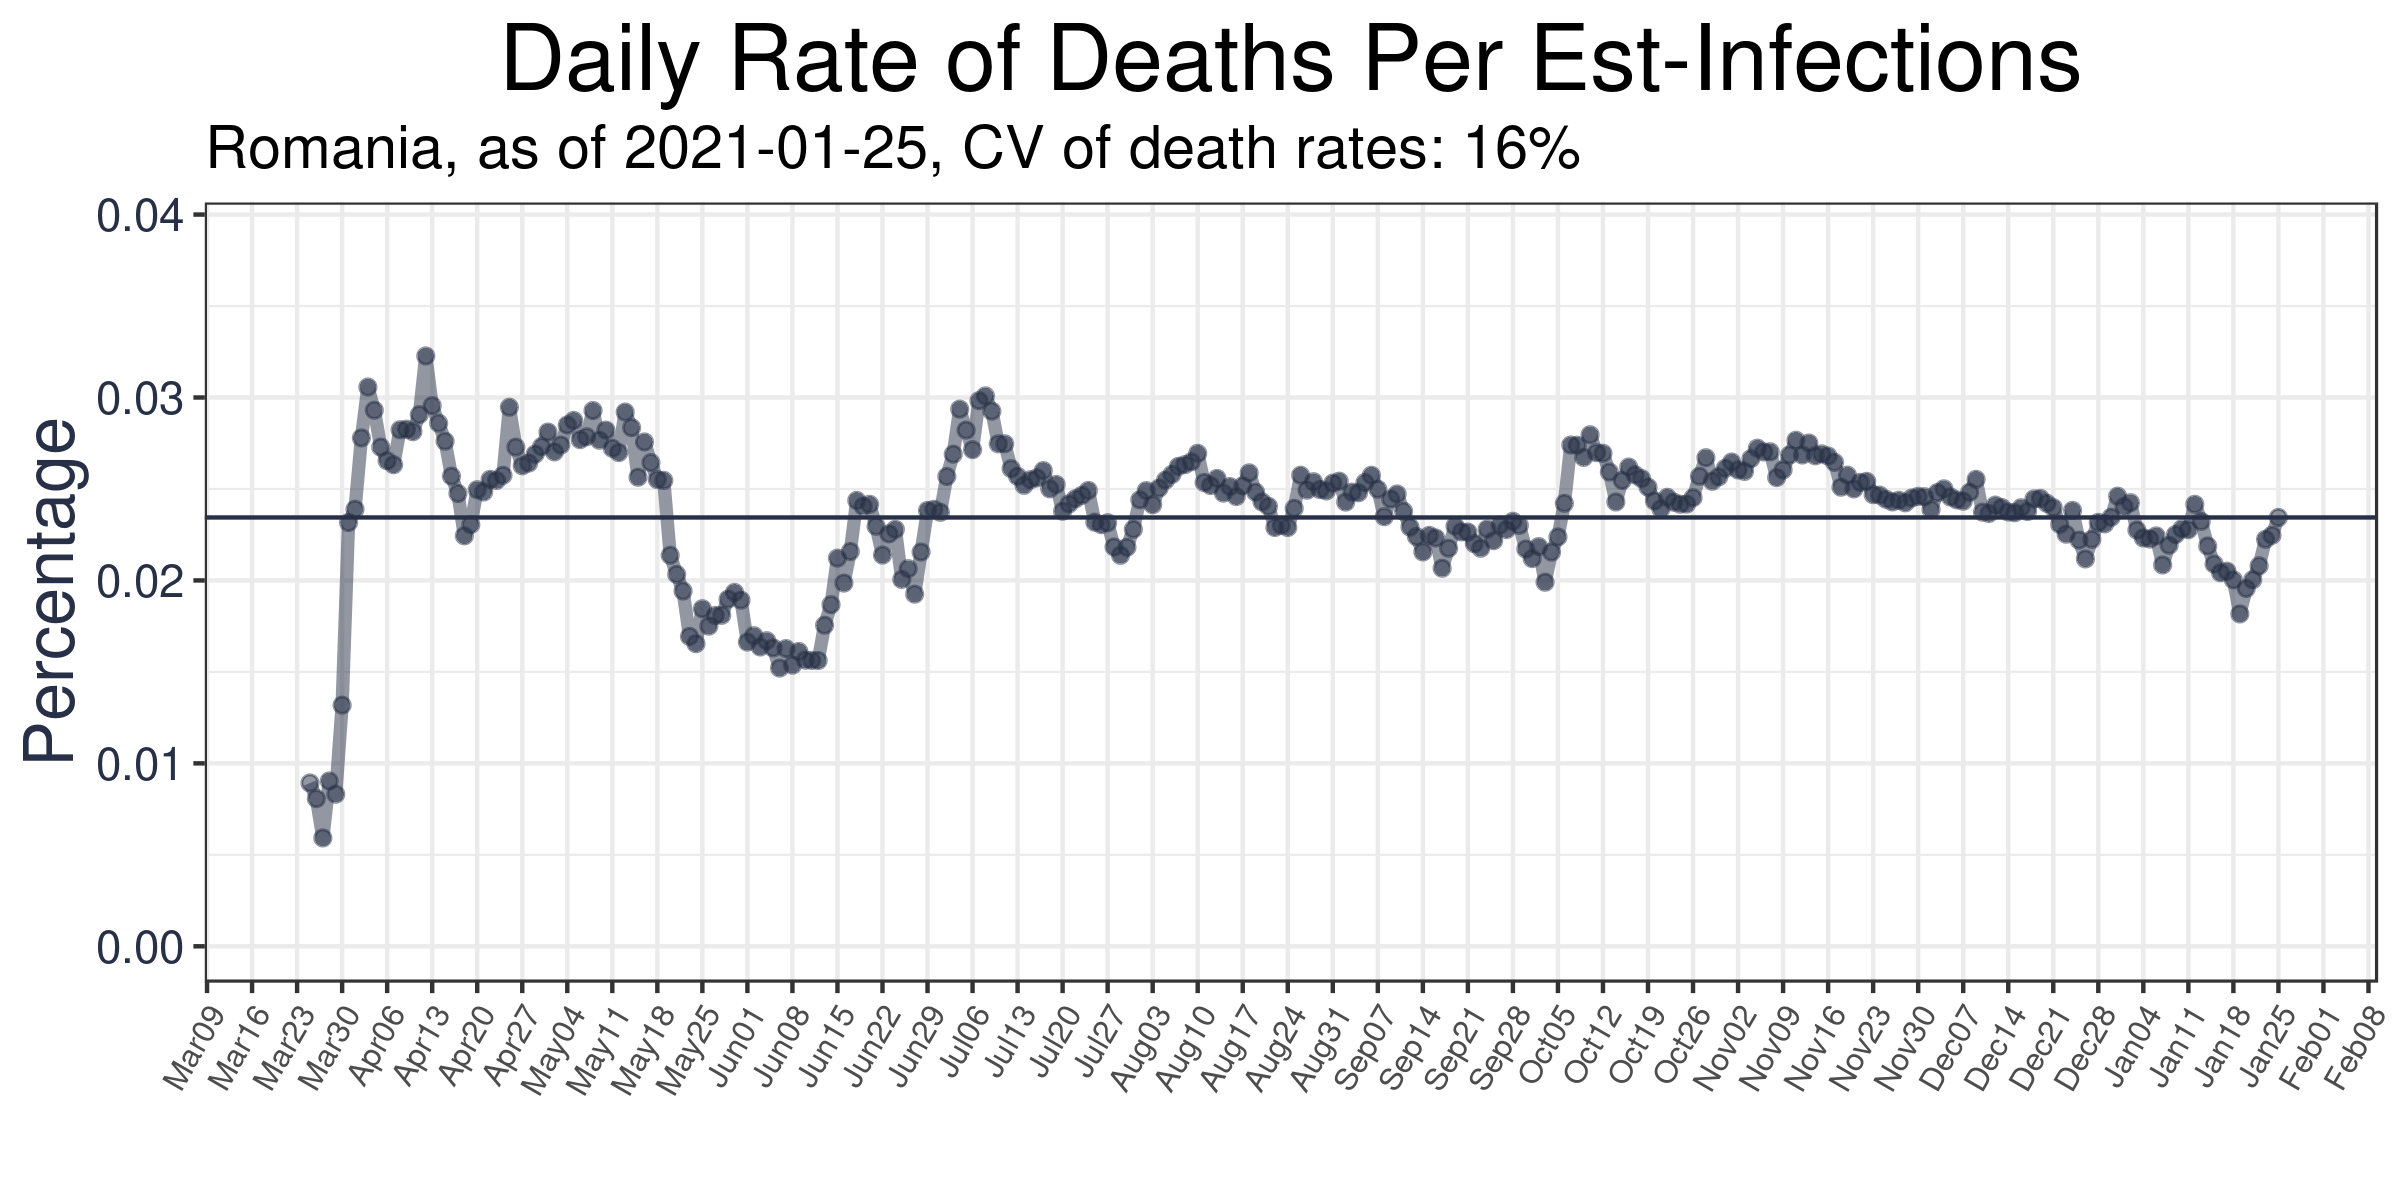 Daily Rate of Deaths Per Est-Infections
Romania, as of 2021-01-25, CV of death rates: 16%
Percentage
0.04
0.03
0.02
0.01
0.00
Mar09
Mar16
Mar23
Mar30
Apr06
Apr13
Apr20
Apr27
May04
May11
May18
May25
Jun01
Jun08
Jun15
Jun22
Jun29
Jul06
Jul13
Jul20
Jul27
Aug03
Aug10
Aug17
Aug24
Aug31
Sep07
Sep14
Sep21
Sep28
Oct05
Oct12
Oct19
Oct26
Nov02
Nov09
Nov16
Nov23
Nov30
Dec07
Dec14
Dec21
Dec28
Jan04
Jan11
Jan18
Jan25
Feb01
Feb08